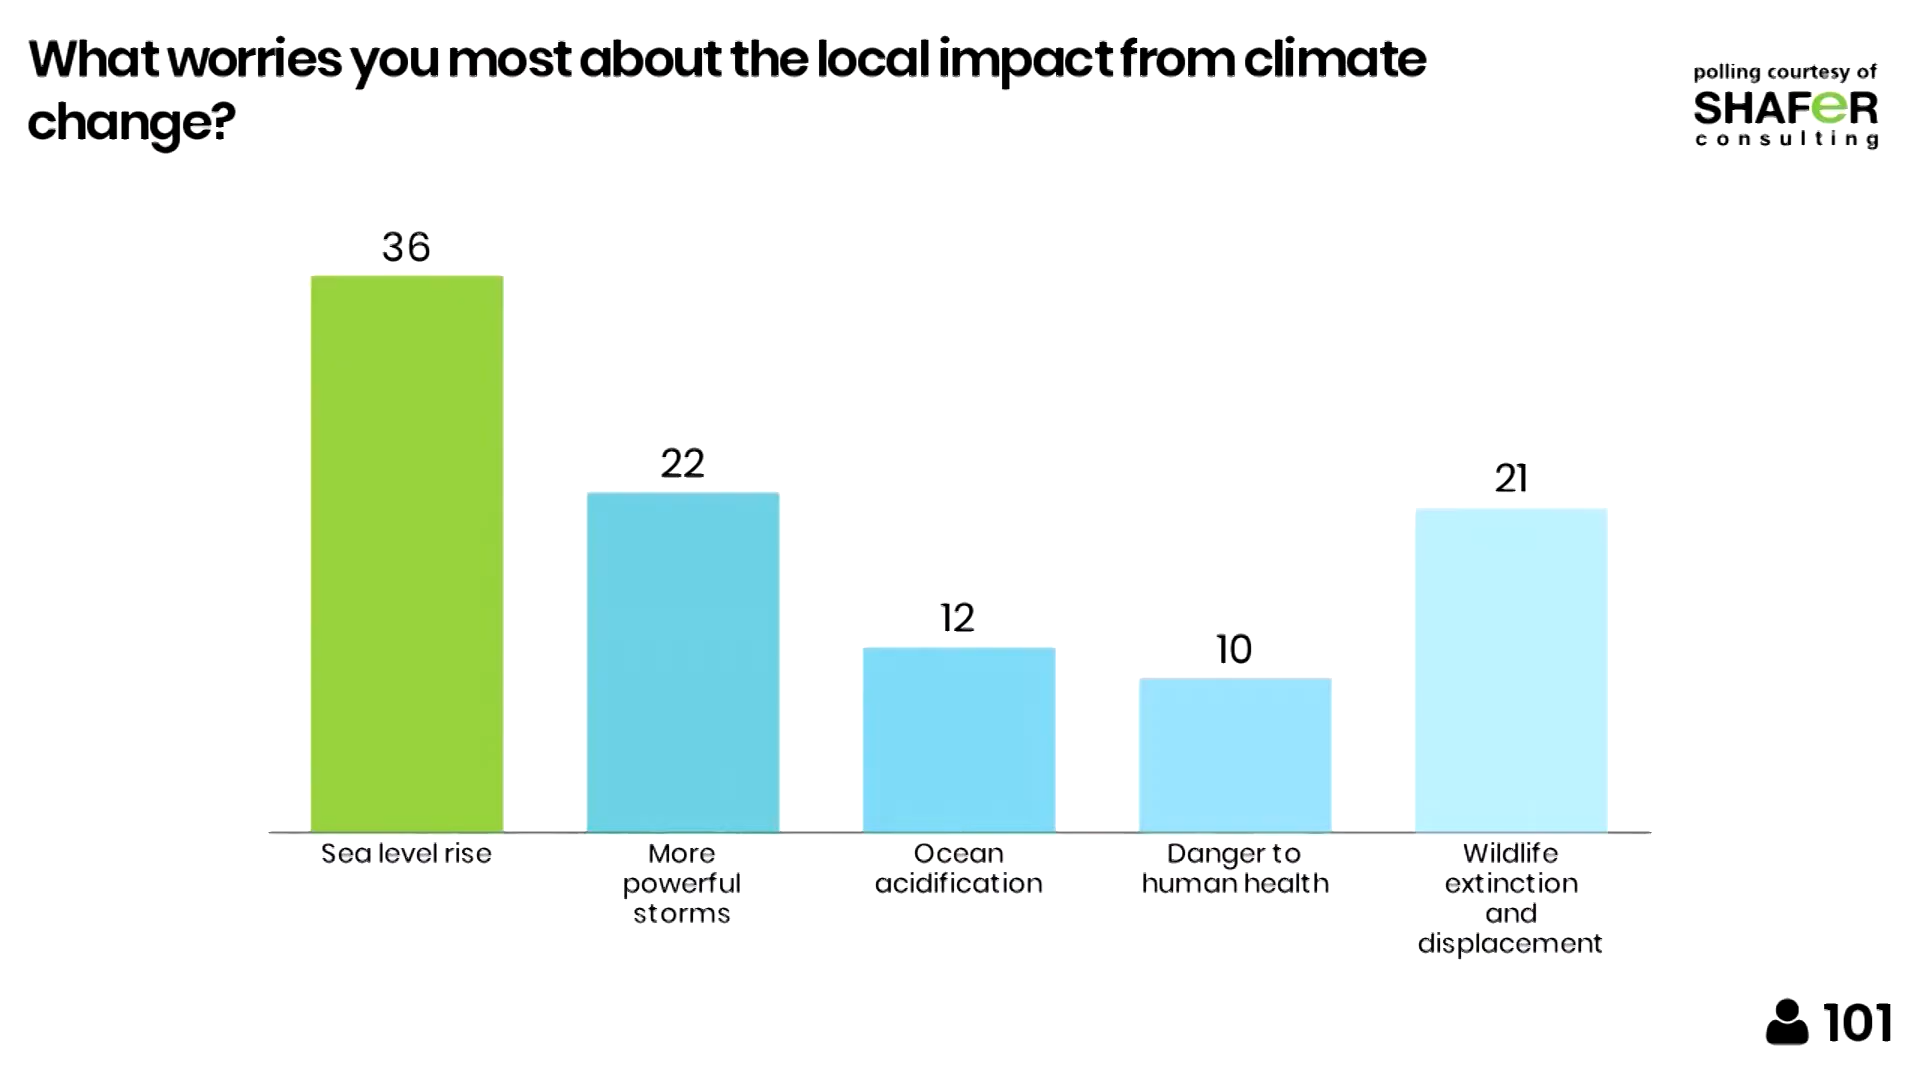 What worries you most about the local impact from climate
change?
polling courtesy of
SHAFeR
consulting
36
22
12
10
21
Sea level rise
More
powerful
storms
Ocean
acidification
Danger to
human health
Wildlife
extinction
and
displacement
101